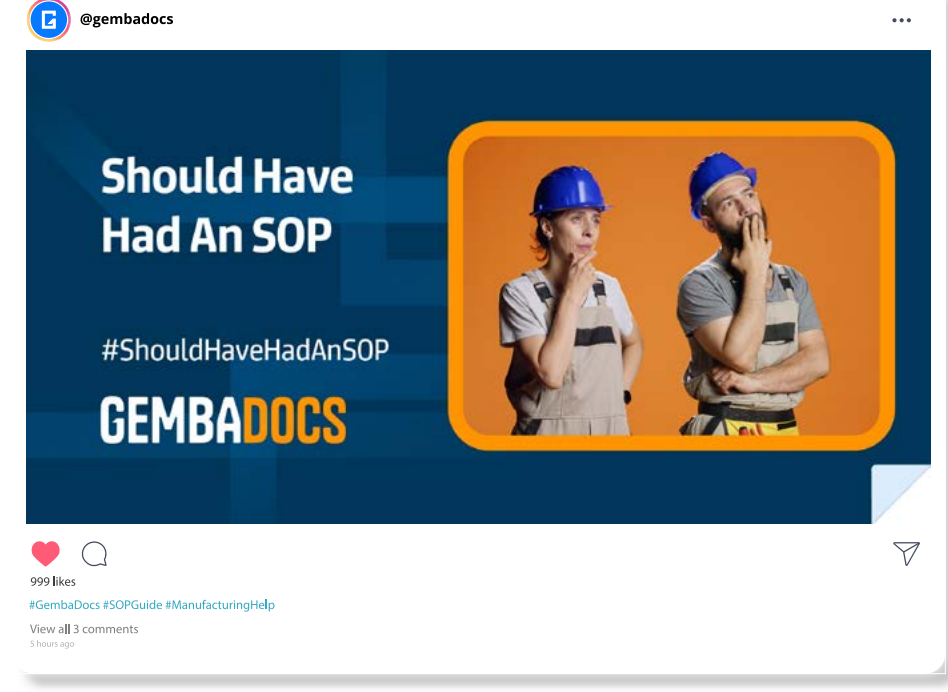 @gembadocs
Should Have
Had An SOP
#ShouldHaveHadAnSOP
GEMBADOCS
999 likes
#GembaDocs #SOPGuide #ManufacturingHelp
View all 3 comments
5 hours ago